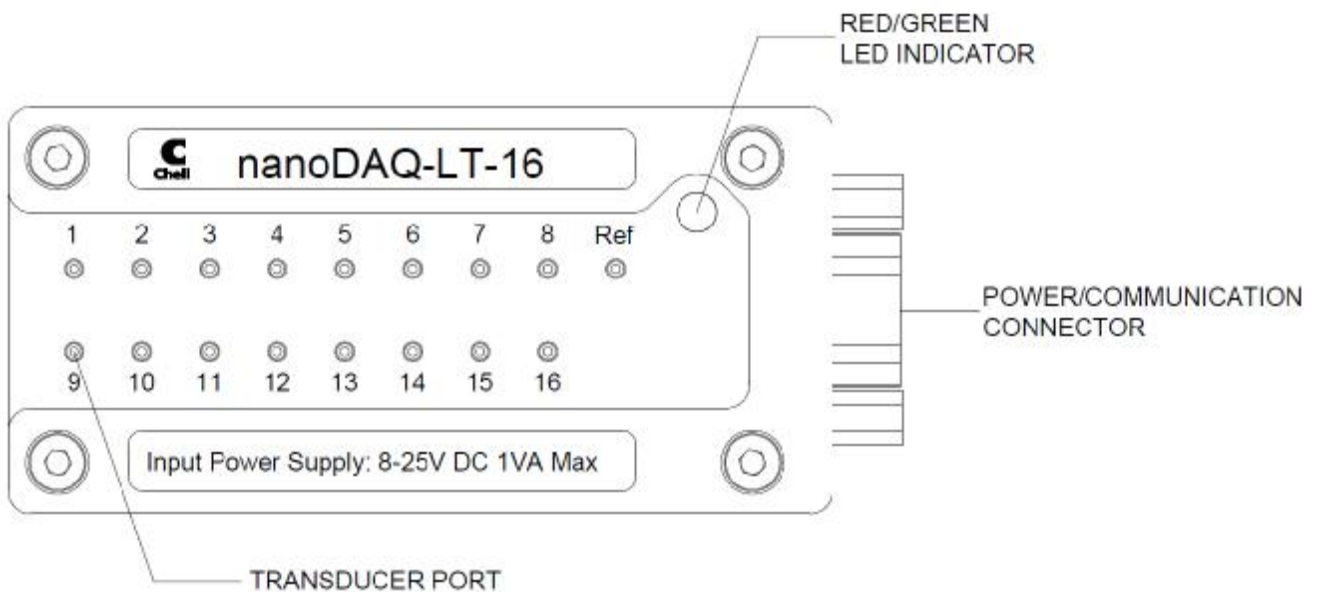 RED/GREEN
LED INDICATOR
Chell nanoDAQ-LT-16
1 2 3 4 5 6 7 8 Ref
POWER/COMMUNICATION
CONNECTOR
9 10 11 12 13 14 15 16
Input Power Supply: 8-25V DC 1VA Max
TRANSDUCER PORT